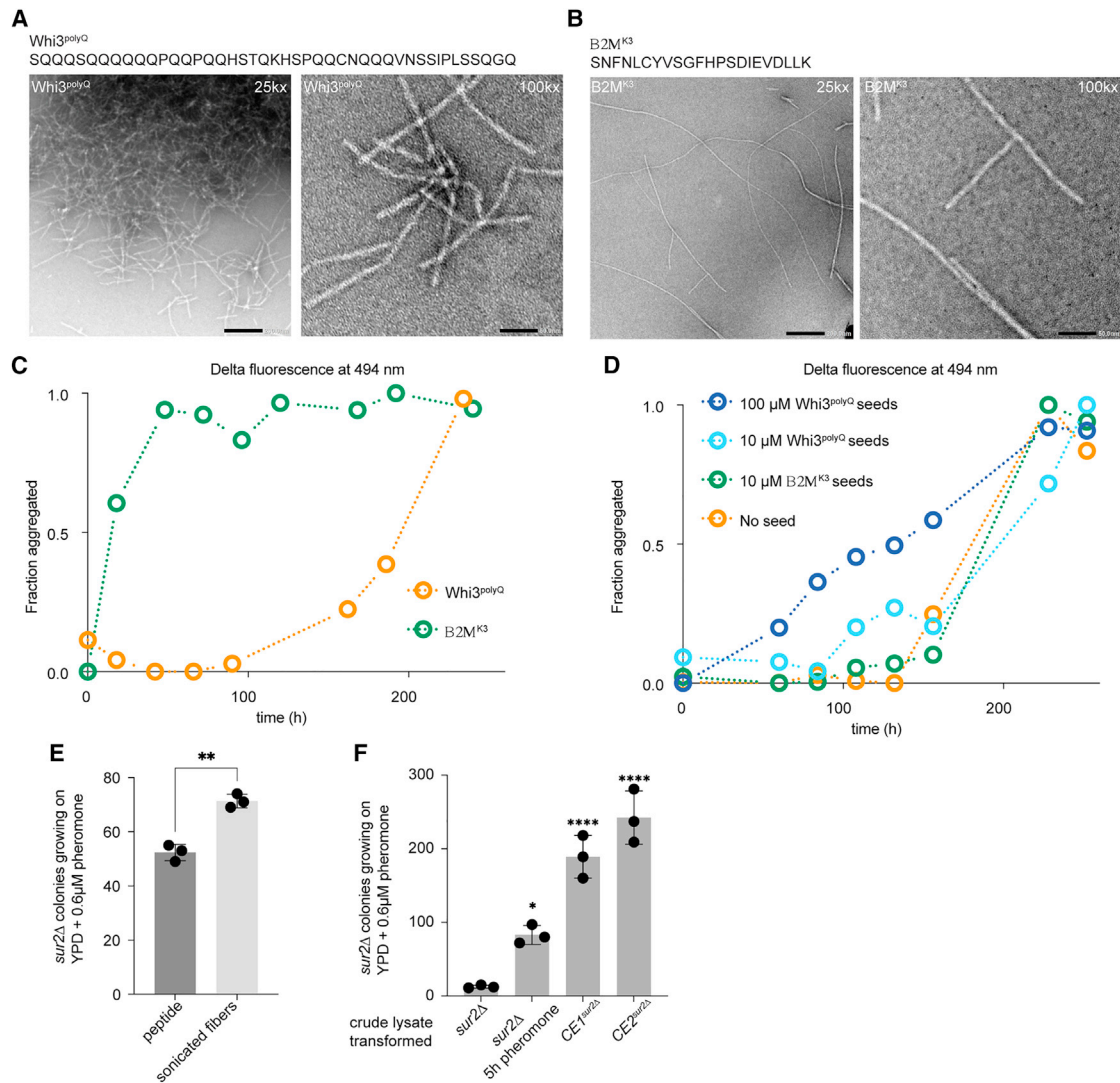 A
Whi3polyQ
SQQQSQQQQQQPQQPQQHSTQKHSPQQCNQQQVNSSIPLSSQGQ
Whi3polyQ 25kx
Whi3polyQ 100kx
B
B2MK3
SNFNLCYVSGFHPSDIEVDLLK
B2MK3 25kx
B2MK3 100kx
50.0nm
C
Delta fluorescence at 494 nm
Fraction aggregated
1.0
0.5
0.0
0
100
200
time (h)
Whi3polyQ
B2MK3
D
Delta fluorescence at 494 nm
Fraction aggregated
1.0
0.5
0.0
0
100
200
time (h)
100 µM Whi3polyQ seeds
10 µM Whi3polyQ seeds
10 µM B2MK3 seeds
No seed
E
sur2Δ colonies growing on
YPD + 0.6µM pheromone
80
60
40
20
0
**
peptide
sonicated fibers
F
sur2Δ colonies growing on
YPD + 0.6µM pheromone
300
200
100
0
*
****
****
crude lysate
transformed
sur2Δ
sur2Δ
5h pheromone
CE1sur2Δ
CE2sur2Δ